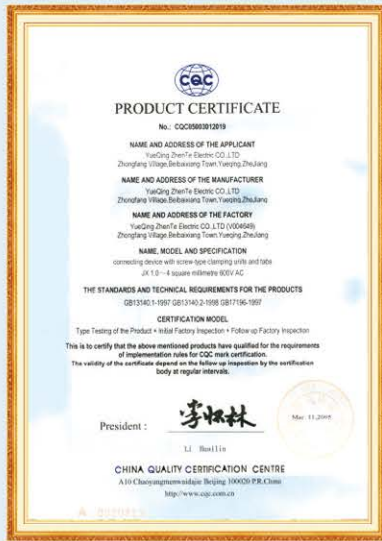 CQC
PRODUCT CERTIFICATE
No.: CQC05003012019
NAME AND ADDRESS OF THE APPLICANT
YueQing ZhenTe Electric CO.,LTD
Zhongfang Village,Beibaixiang Town,Yueqing,ZheJiang
NAME AND ADDRESS OF THE MANUFACTURER
YueQing ZhenTe Electric CO.,LTD
Zhongfang Village,Beibaixiang Town,Yueqing,ZheJiang
NAME AND ADDRESS OF THE FACTORY
YueQing ZhenTe Electric CO.,LTD (V004649)
Zhongfang Village,Beibaixiang Town,Yueqing,ZheJiang
NAME, MODEL AND SPECIFICATION
connecting device with screw-type clamping units and tabs
JX 1.0~4 square millimetre 600V AC
THE STANDARDS AND TECHNICAL REQUIREMENTS FOR THE PRODUCTS
GB13140.1-1997 GB13140.2-1998 GB17196-1997
CERTIFICATION MODEL
Type Testing of the Product + Initial Factory Inspection + Follow-up Factory Inspection
This is to certify that the above mentioned products have qualified for the requirements
of implementation rules for CQC mark certification.
The validity of the certificate depend on the follow up inspection by the certification
body at regular intervals.
President :
李怀林
Mar. 11,2005
LI Huailin
CHINA QUALITY CERTIFICATION CENTRE
A10 Chaoyangmenwaidajie Beijing 100020 P.R.China
http://www.cqc.com.cn